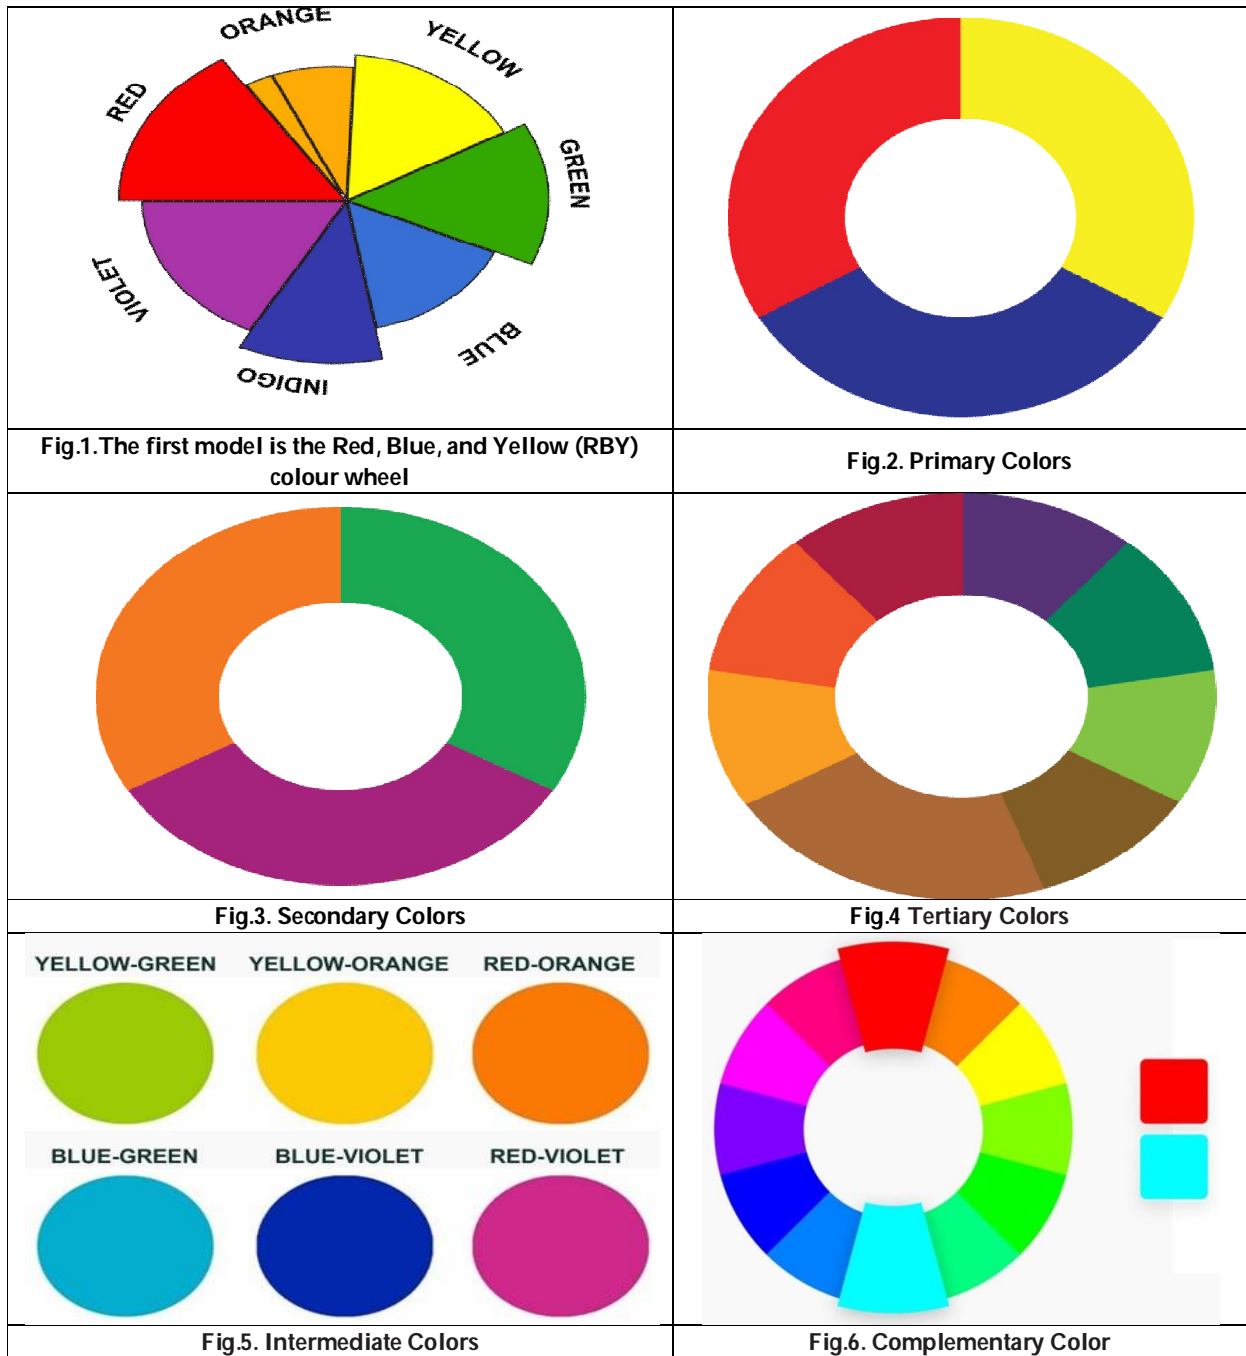 ORANGE
YELLOW
RED
GREEN
VIOLET
BLUE
INDIGO
Fig.1.The first model is the Red, Blue, and Yellow (RBY)
colour wheel
Fig.2. Primary Colors
Fig.3. Secondary Colors
Fig.4 Tertiary Colors
YELLOW-GREEN YELLOW-ORANGE RED-ORANGE
BLUE-GREEN BLUE-VIOLET RED-VIOLET
Fig.5. Intermediate Colors
Fig.6. Complementary Color